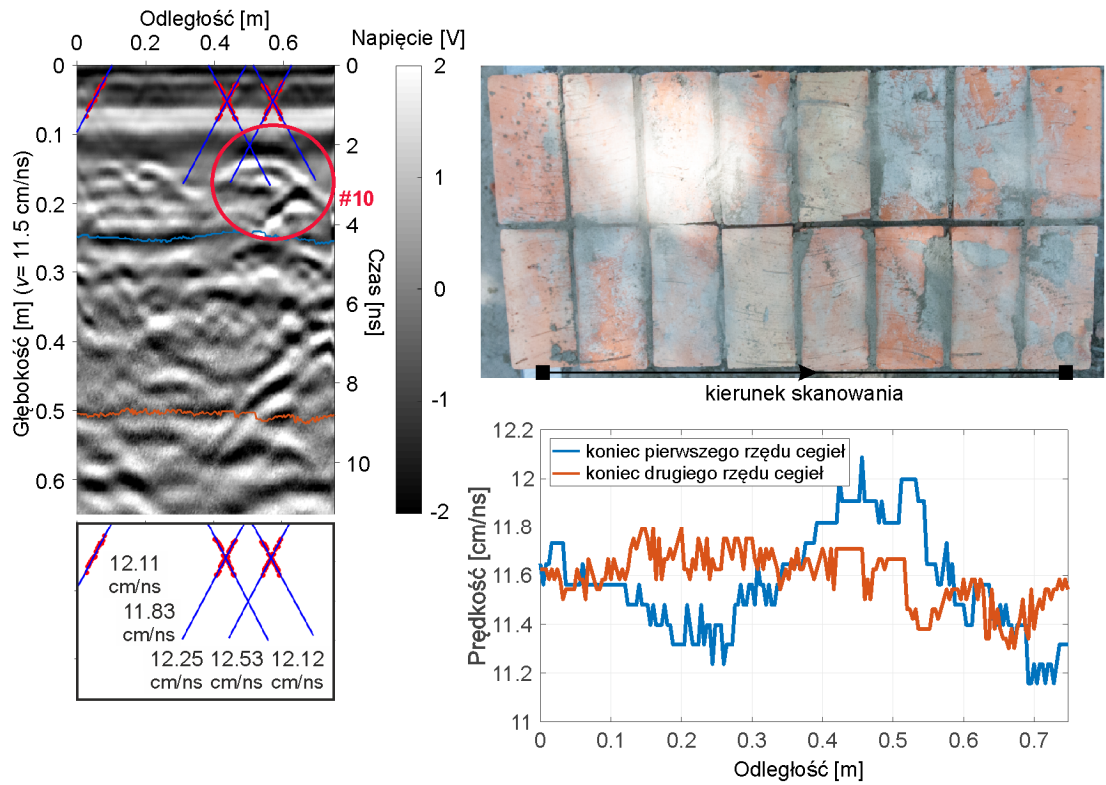 Odległość [m]
0 0.2 0.4 0.6
Głębokość [m] (v= 11.5 cm/ns)
0
0.1
0.2
0.3
0.4
0.5
0.6
0
2
4
6
8
10
Czas [ns]
#10
Napięcie [V]
2
1
0
-1
-2
12.11
cm/ns
11.83
cm/ns
12.25 12.53 12.12
cm/ns cm/ns cm/ns
kierunek skanowania
Prędkość [cm/ns]
12.2
12
11.8
11.6
11.4
11.2
11
koniec pierwszego rzędu cegieł
koniec drugiego rzędu cegieł
0 0.1 0.2 0.3 0.4 0.5 0.6 0.7
Odległość [m]